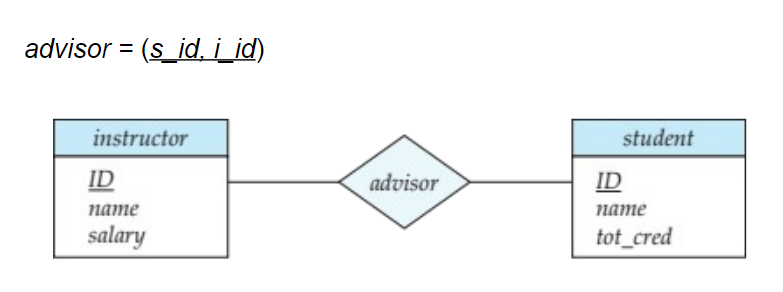 advisor = (s_id, i_id)
instructor
ID
name
salary
advisor
student
ID
name
tot_cred